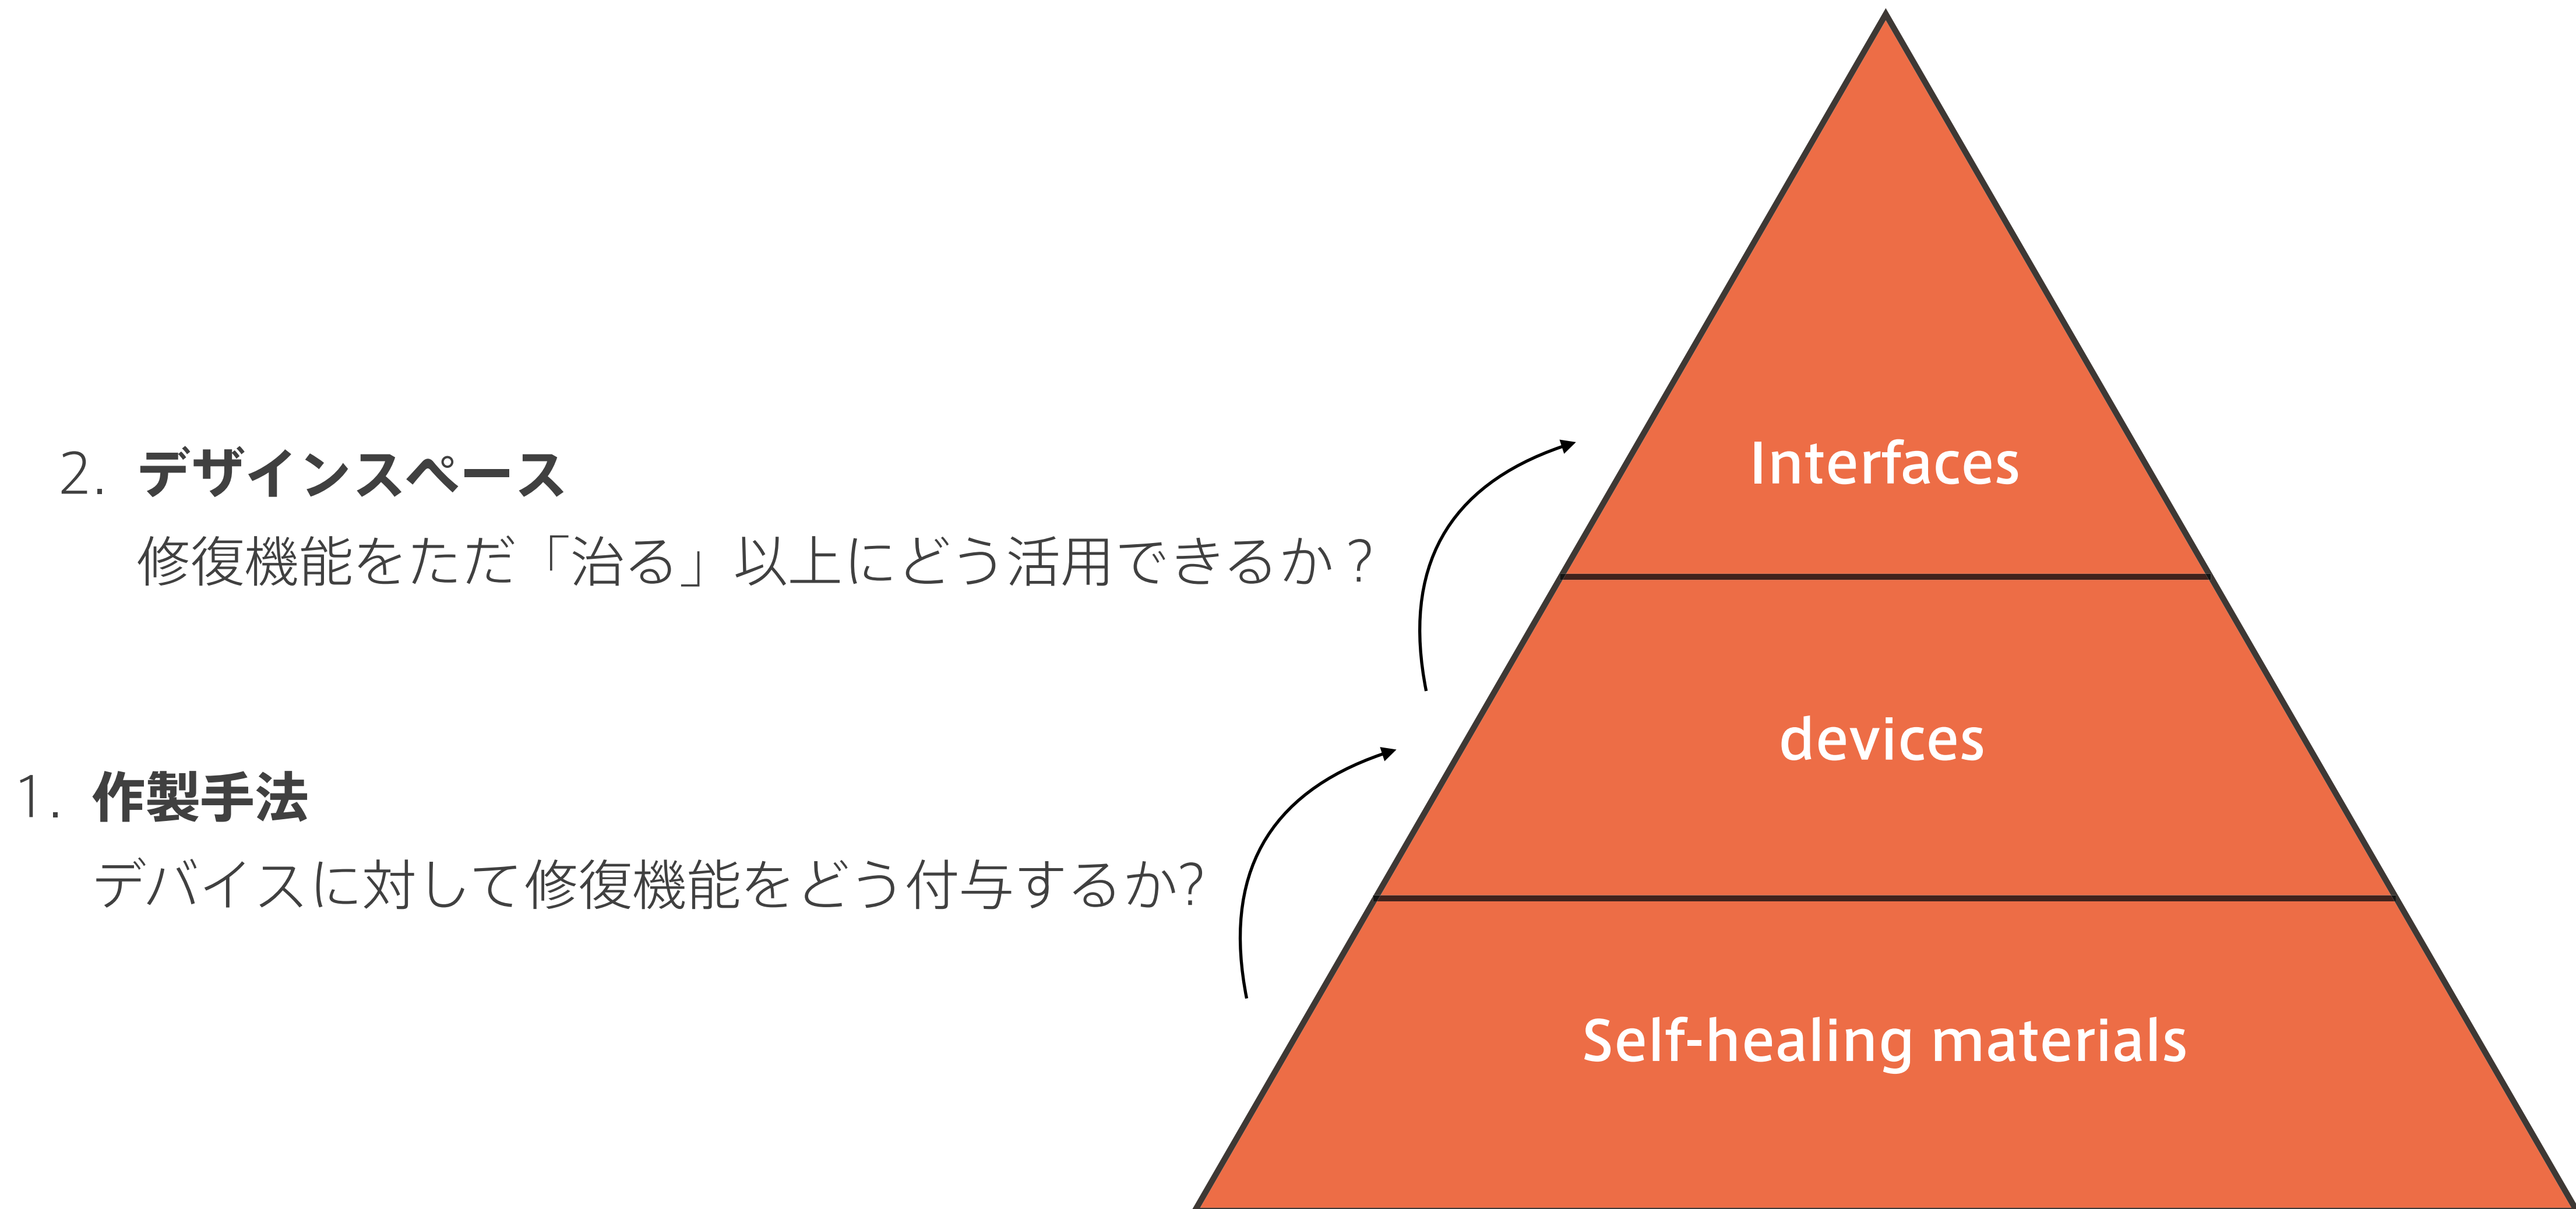 2. デザインスペース
修復機能をただ「治る」以上にどう活用できるか？
1. 作製手法
デバイスに対して修復機能をどう付与するか?
Interfaces
devices
Self-healing materials